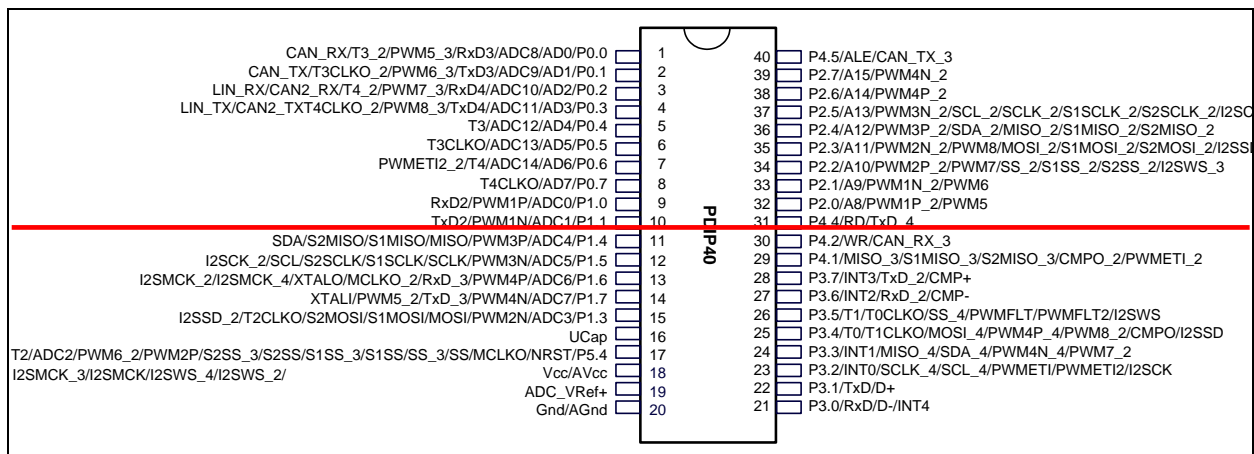 CAN_RX/T3_2/PWM5_3/RxD3/ADC8/AD0/P0.0 1
CAN_TX/T3CLKO_2/PWM6_3/TxD3/ADC9/AD1/P0.1 2
LIN_RX/CAN2_RX/T4_2/PWM7_3/RxD4/ADC10/AD2/P0.2 3
LIN_TX/CAN2_TXT4CLKO_2/PWM8_3/TxD4/ADC11/AD3/P0.3 4
T3/ADC12/AD4/P0.4 5
T3CLKO/ADC13/AD5/P0.5 6
PWMETI2_2/T4/ADC14/AD6/P0.6 7
T4CLKO/AD7/P0.7 8
RxD2/PWM1P/ADC0/P1.0 9
TxD2/PWM1N/ADC1/P1.1 10
SDA/S2MISO/S1MISO/MISO/PWM3P/ADC4/P1.4 11
I2SCK_2/SCL/S2SCLK/S1SCLK/SCLK/PWM3N/ADC5/P1.5 12
I2SMCK_2/I2SMCK_4/XTALO/MCLKO_2/RxD_3/PWM4P/ADC6/P1.6 13
XTALI/PWM5_2/TxD_3/PWM4N/ADC7/P1.7 14
I2SSD_2/T2CLKO/S2MOSI/S1MOSI/MOSI/PWM2N/ADC3/P1.3 15
UCap 16
T2/ADC2/PWM6_2/PWM2P/S2SS_3/S2SS/S1SS_3/S1SS/SS_3/SS/MCLKO/NRST/P5.4 17
I2SMCK_3/I2SMCK/I2SWS_4/I2SWS_2/ Vcc/AVcc 18
ADC_VRef+ 19
Gnd/AGnd 20
PDIP40
40 P4.5/ALE/CAN_TX_3
39 P2.7/A15/PWM4N_2
38 P2.6/A14/PWM4P_2
37 P2.5/A13/PWM3N_2/SCL_2/SCLK_2/S1SCLK_2/S2SCLK_2/I2SC
36 P2.4/A12/PWM3P_2/SDA_2/MISO_2/S1MISO_2/S2MISO_2
35 P2.3/A11/PWM2N_2/PWM8/MOSI_2/S1MOSI_2/S2MOSI_2/I2SS
34 P2.2/A10/PWM2P_2/PWM7/SS_2/S1SS_2/S2SS_2/I2SWS_3
33 P2.1/A9/PWM1N_2/PWM6
32 P2.0/A8/PWM1P_2/PWM5
31 P4.4/RD/TxD_4
30 P4.2/WR/CAN_RX_3
29 P4.1/MISO_3/S1MISO_3/S2MISO_3/CMPO_2/PWMETI_2
28 P3.7/INT3/TxD_2/CMP+
27 P3.6/INT2/RxD_2/CMP-
26 P3.5/T1/T0CLKO/SS_4/PWMFLT/PWMFLT2/I2SWS
25 P3.4/T0/T1CLKO/MOSI_4/PWM4P_4/PWM8_2/CMPO/I2SSD
24 P3.3/INT1/MISO_4/SDA_4/PWM4N_4/PWM7_2
23 P3.2/INT0/SCLK_4/SCL_4/PWMETI/PWMETI2/I2SCK
22 P3.1/TxD/D+
21 P3.0/RxD/D-/INT4